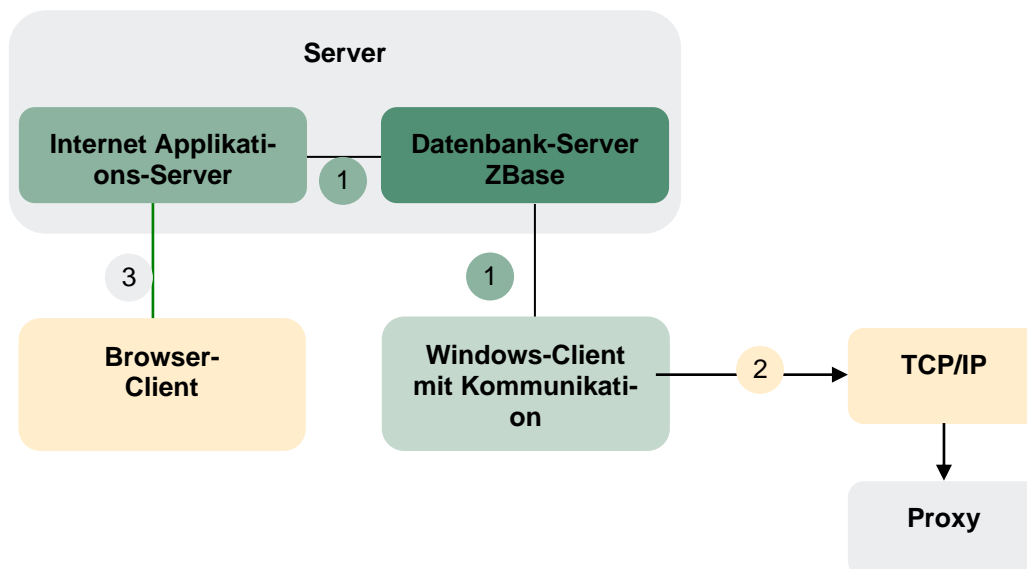 Server
Internet Applikati-
ons-Server
Datenbank-Server
ZBase
1
3
1
Browser-
Client
Windows-Client
mit Kommunikati-
on
2
TCP/IP
Proxy